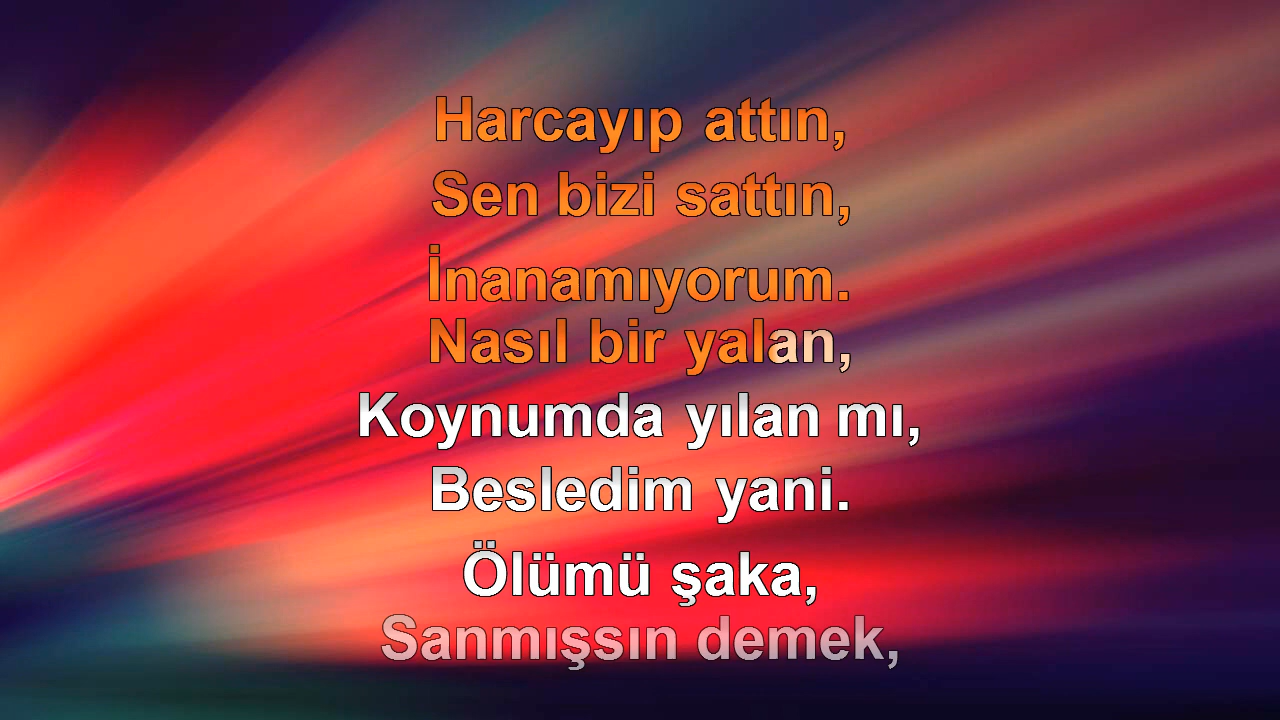 Harcayıp attın,
Sen bizi sattın,
İnanamıyorum.
Nasıl bir yalan,
Koynumda yılan mı,
Besledim yani.
Ölümü şaka,
Sanmışsın demek,